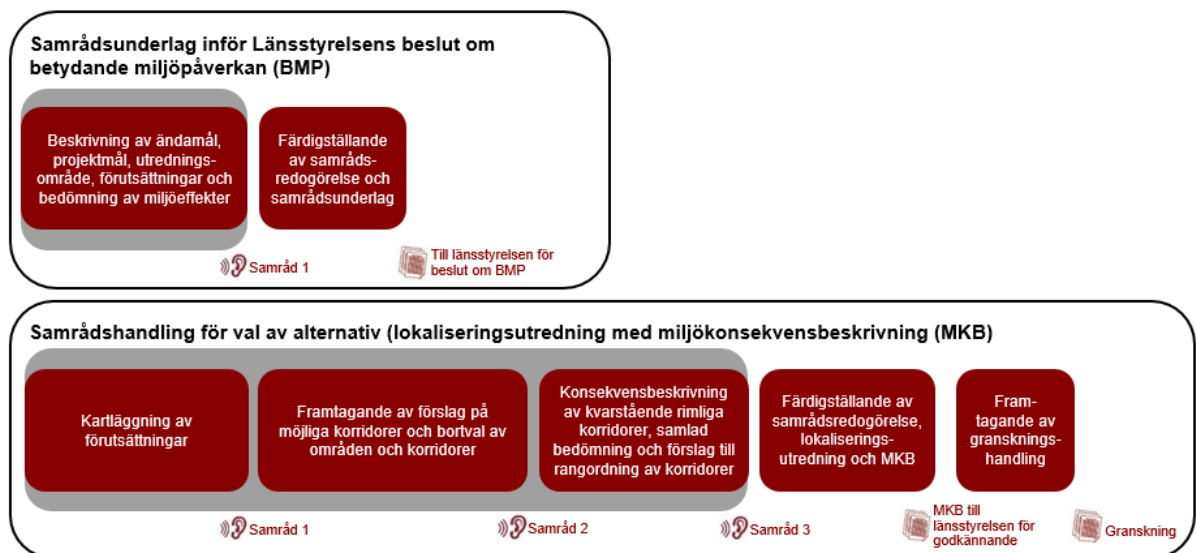 Samrådsunderlag inför Länsstyrelsens beslut om
betydande miljöpåverkan (BMP)
Beskrivning av ändamål,
projektmål, utrednings-
område, förutsättningar och
bedömning av miljöeffekter
Färdigställande
av samråds-
redogörelse och
samrådsunderlag
Samråd 1
Till länsstyrelsen för
beslut om BMP
Samrådshandling för val av alternativ (lokaliseringsutredning med miljökonsekvensbeskrivning (MKB)
Kartläggning av
förutsättningar
Framtagande av förslag på
möjliga korridorer och bortval av
områden och korridorer
Konsekvensbeskrivning
av kvarstående rimliga
korridorer, samlad
bedömning och förslag till
rangordning av korridorer
Färdigställande av
samrådsredogörelse,
lokaliserings-
utredning och MKB
Fram-
tagande av
gransknings-
handling
Samråd 1
Samråd 2
Samråd 3
MKB till
länsstyrelsen för
godkännande
Granskning